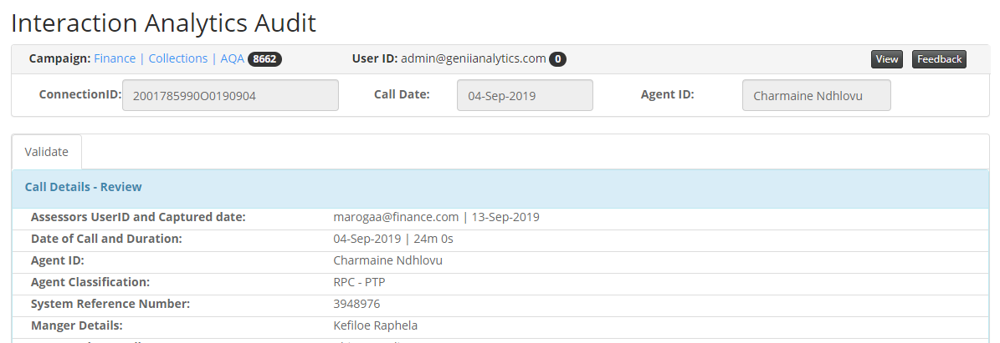 Interaction Analytics Audit
Campaign: Finance | Collections | AQA 8662 User ID: admin@geniianalytics.com 0 View Feedback
ConnectionID: 2001785990O0190904 Call Date: 04-Sep-2019 Agent ID: Charmaine Ndhlovu
Validate
Call Details - Review
Assessors UserID and Captured date: marogaa@finance.com | 13-Sep-2019
Date of Call and Duration: 04-Sep-2019 | 24m 0s
Agent ID: Charmaine Ndhlovu
Agent Classification: RPC - PTP
System Reference Number: 3948976
Manger Details: Kefiloe Raphela